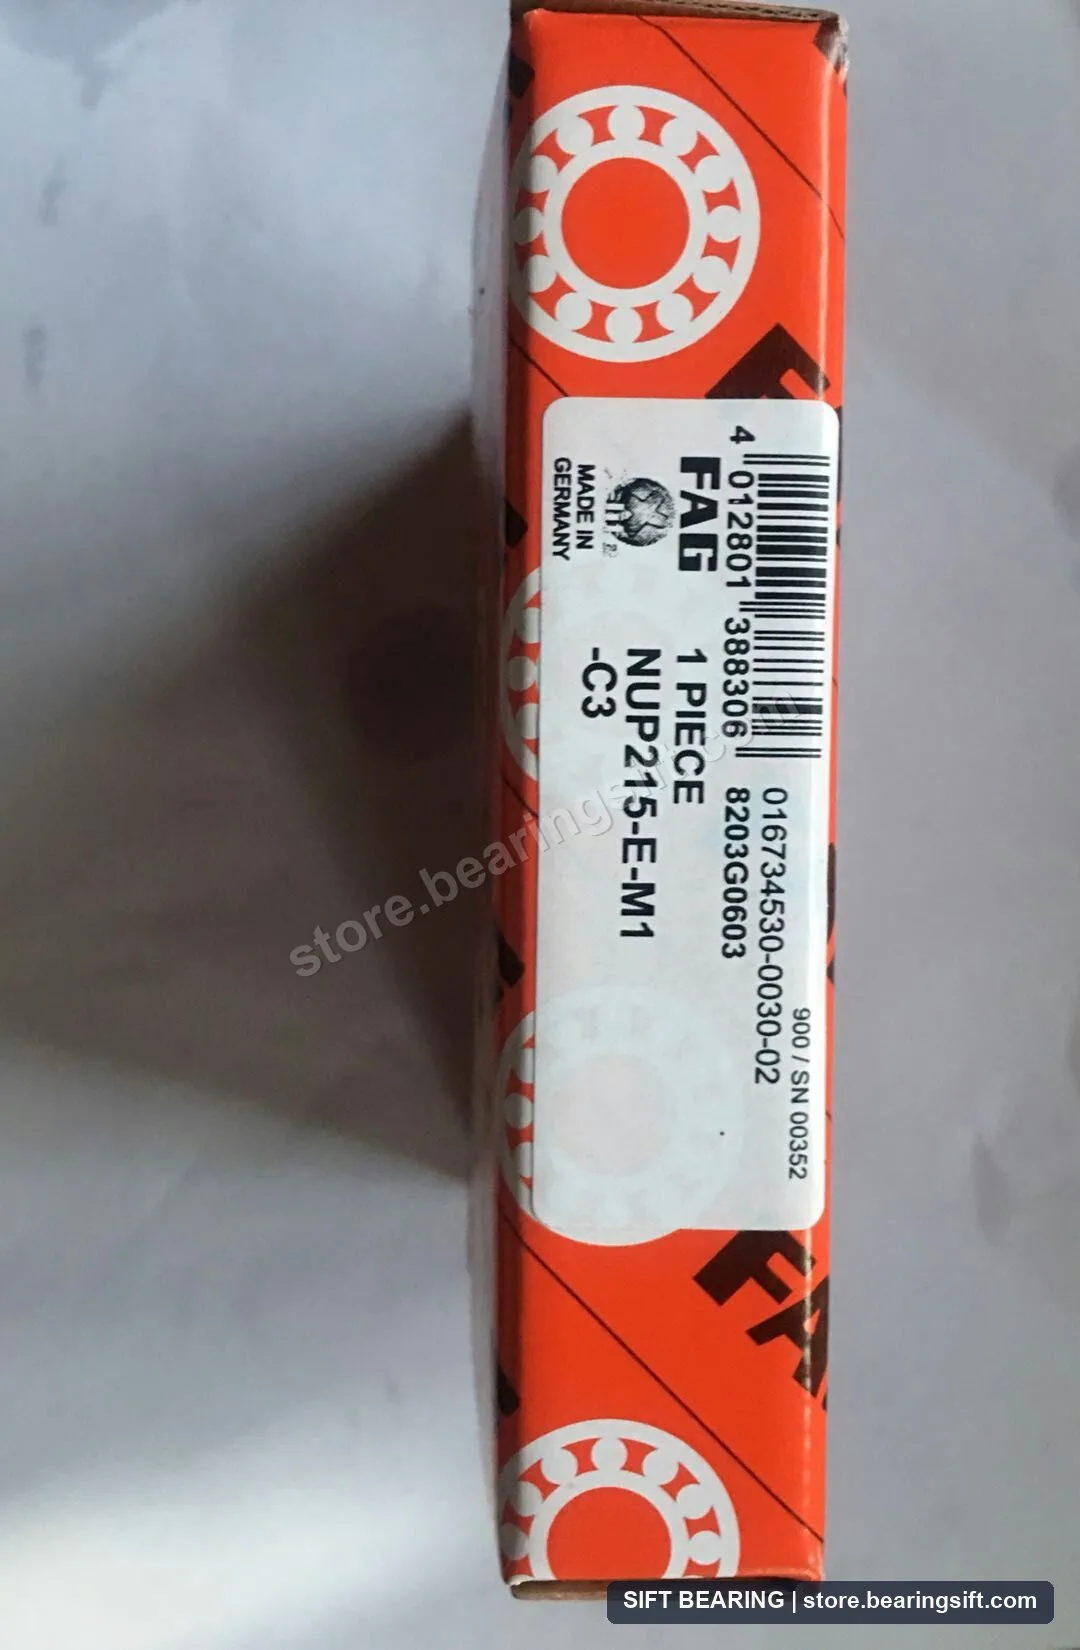 4 012801 388306
900 / SN 00352
016734530-0030-02
8203G0603
FAG
1 PIECE
NUP215-E-M1
-C3
MADE IN
GERMANY
FA
store.bearingsift.com
SIFT BEARING | store.bearingsift.com